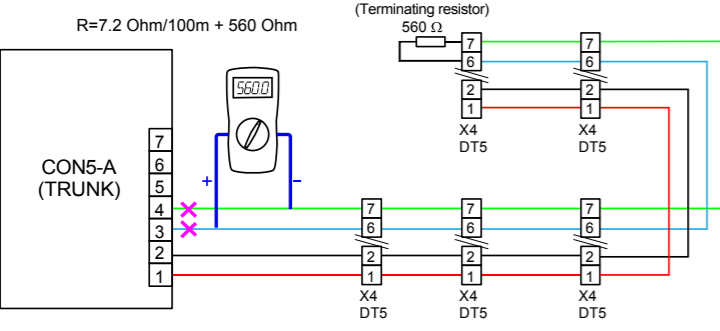 (Terminating resistor)
R=7.2 Ohm/100m + 560 Ohm
560 Ω
7
7
6
6
5600
2
2
1
1
X4
X4
DT5
DT5
7
6
5
4
3
2
1
CON5-A
(TRUNK)
+
−
7
7
7
6
6
6
2
2
2
1
1
1
X4
X4
X4
DT5
DT5
DT5